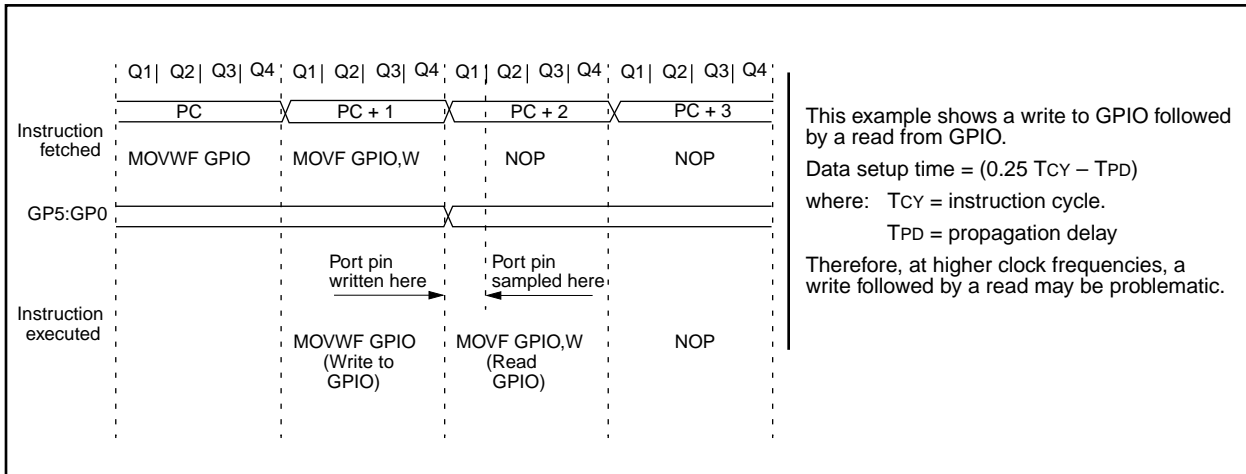 Q1| Q2| Q3| Q4 Q1| Q2| Q3| Q4 Q1| Q2| Q3| Q4 Q1| Q2| Q3| Q4
PC PC + 1 PC + 2 PC + 3
Instruction
fetched
MOVWF GPIO MOVF GPIO,W NOP NOP
GP5:GP0
Port pin
written here
Port pin
sampled here
Instruction
executed
MOVWF GPIO
(Write to
GPIO)
MOVF GPIO,W
(Read
GPIO)
NOP
This example shows a write to GPIO followed
by a read from GPIO.
Data setup time = (0.25 TCY – TPD)
where: TCY = instruction cycle.
TPD = propagation delay
Therefore, at higher clock frequencies, a
write followed by a read may be problematic.